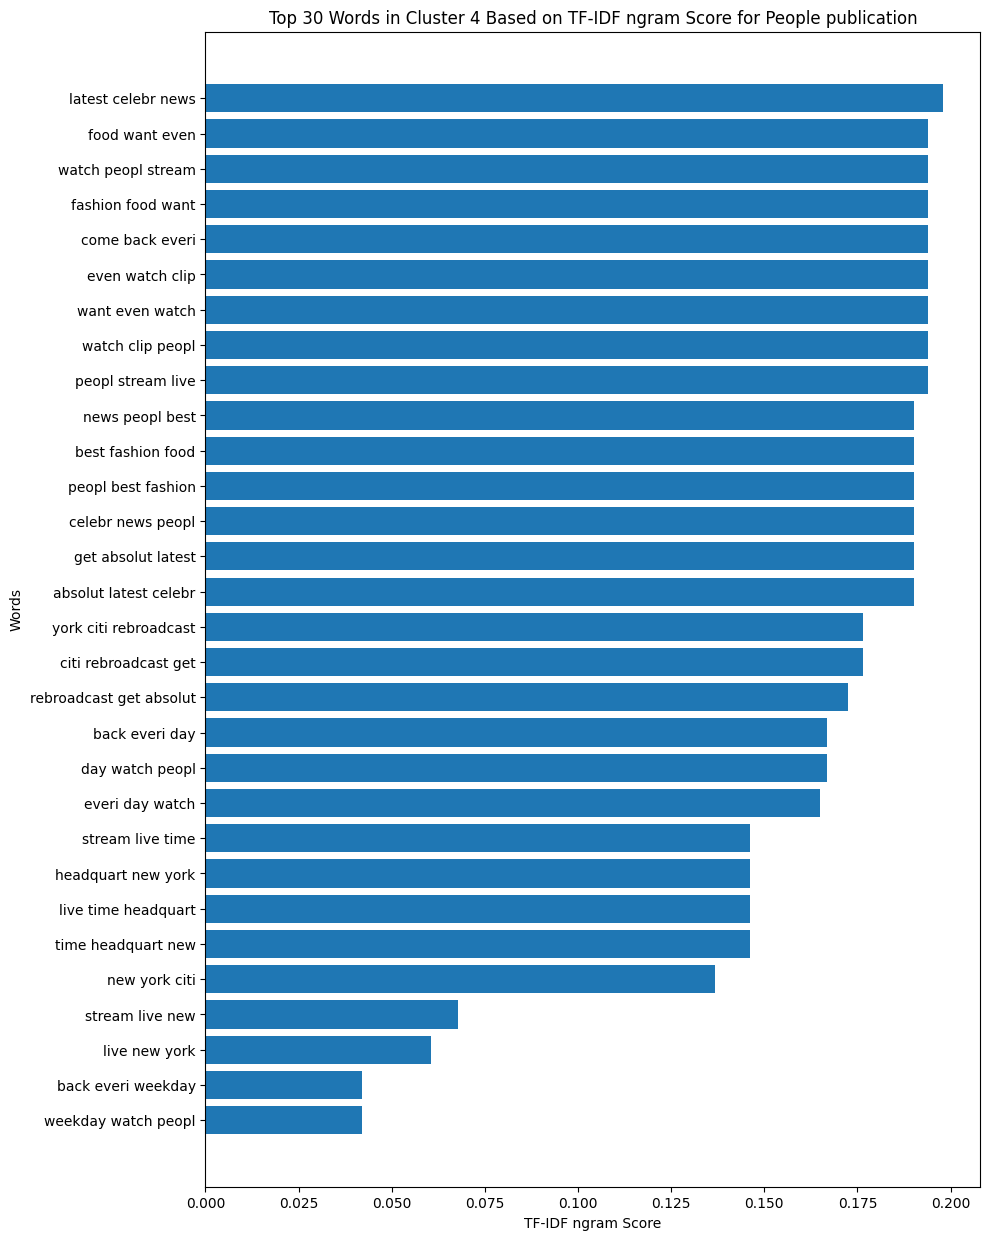 Top 30 Words in Cluster 4 Based on TF-IDF ngram Score for People publication
latest celebr news
food want even
watch peopl stream
fashion food want
come back everi
even watch clip
want even watch
watch clip peopl
peopl stream live
news peopl best
best fashion food
peopl best fashion
celebr news peopl
get absolut latest
absolut latest celebr
york citi rebroadcast
citi rebroadcast get
rebroadcast get absolut
back everi day
day watch peopl
everi day watch
stream live time
headquart new york
live time headquart
time headquart new
new york citi
stream live new
live new york
back everi weekday
weekday watch peopl
Words
0.000 0.025 0.050 0.075 0.100 0.125 0.150 0.175 0.200
TF-IDF ngram Score